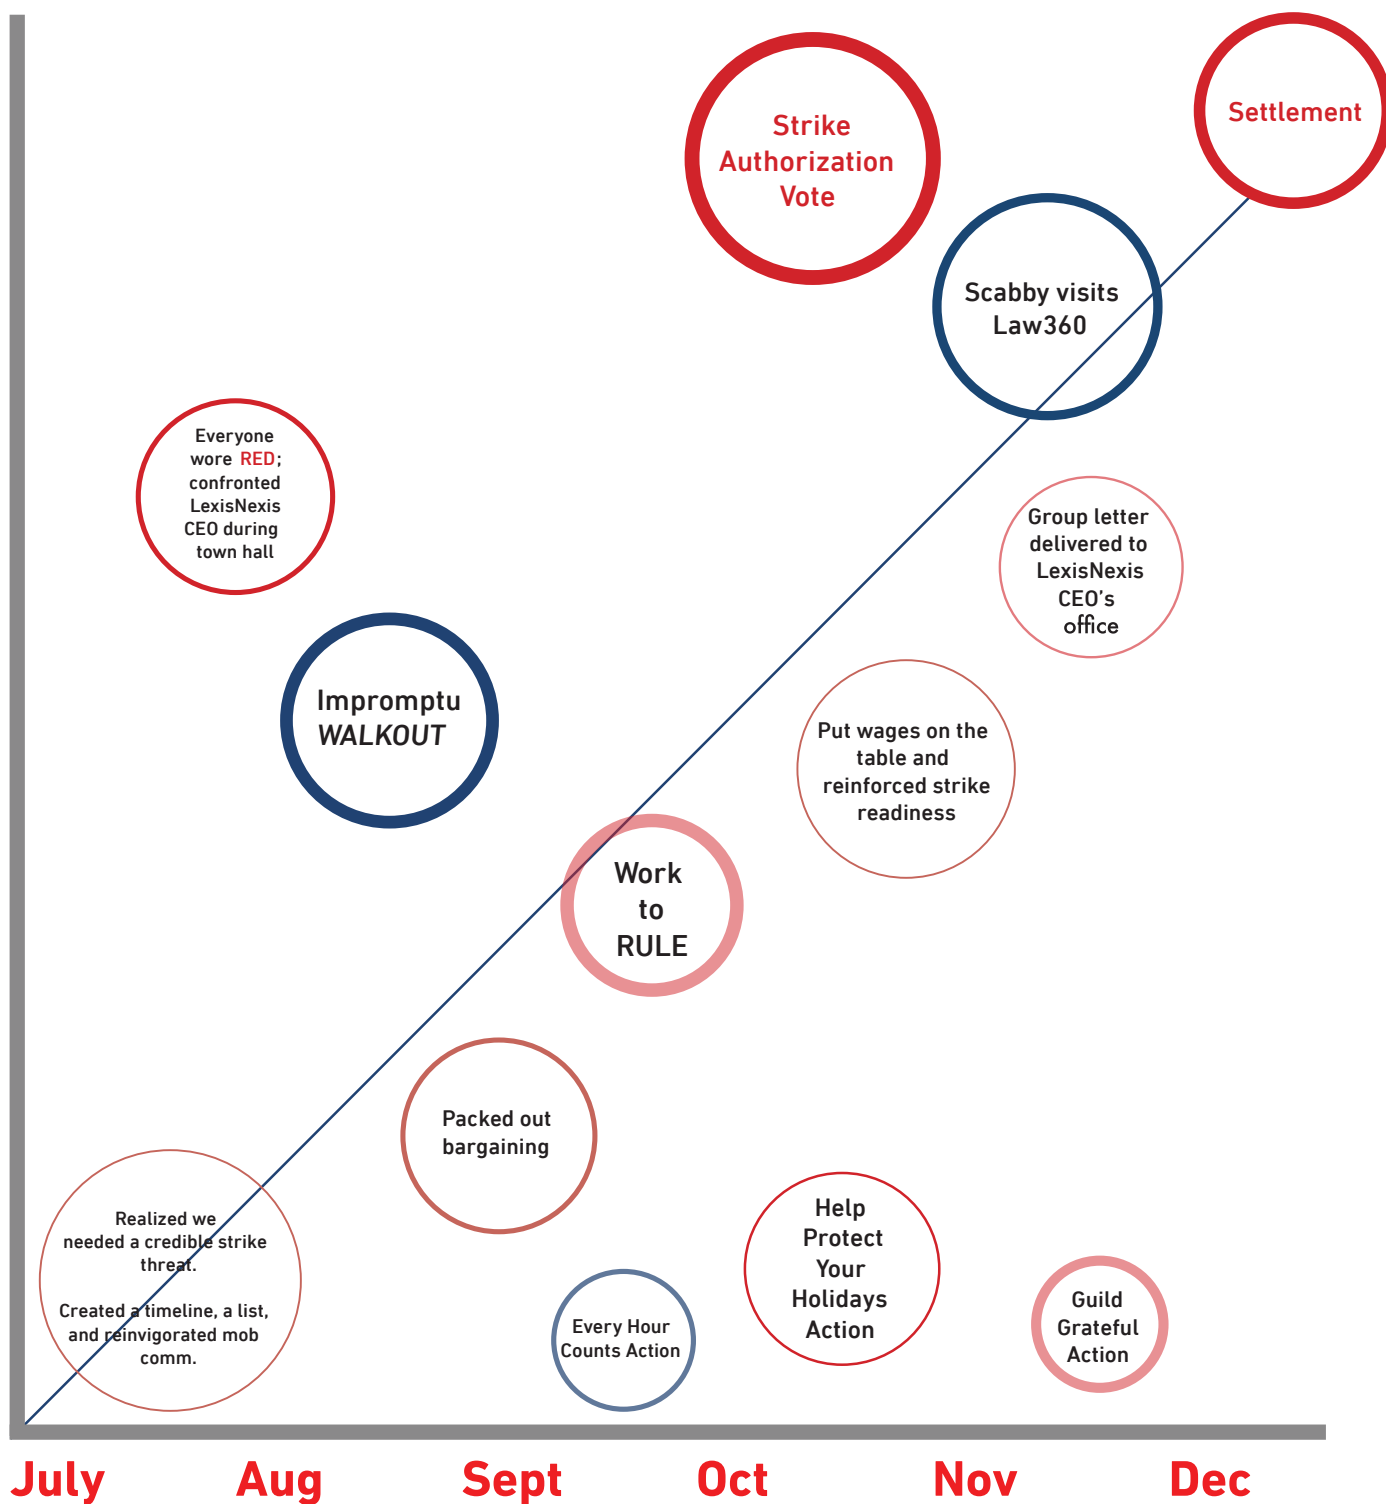 Strike
Authorization
Vote
Settlement
Scabby visits
Law360
Everyone
wore RED;
confronted
LexisNexis
CEO during
town hall
Group letter
delivered to
LexisNexis
CEO's
office
Impromptu
WALKOUT
Put wages on the
table and
reinforced strike
readiness
Work
to
RULE
Packed out
bargaining
Realized we
needed a credible strike
threat.
Created a timeline, a list,
and reinvigorated mob
comm.
Every Hour
Counts Action
Help
Protect
Your
Holidays
Action
Guild
Grateful
Action
July Aug Sept Oct Nov Dec